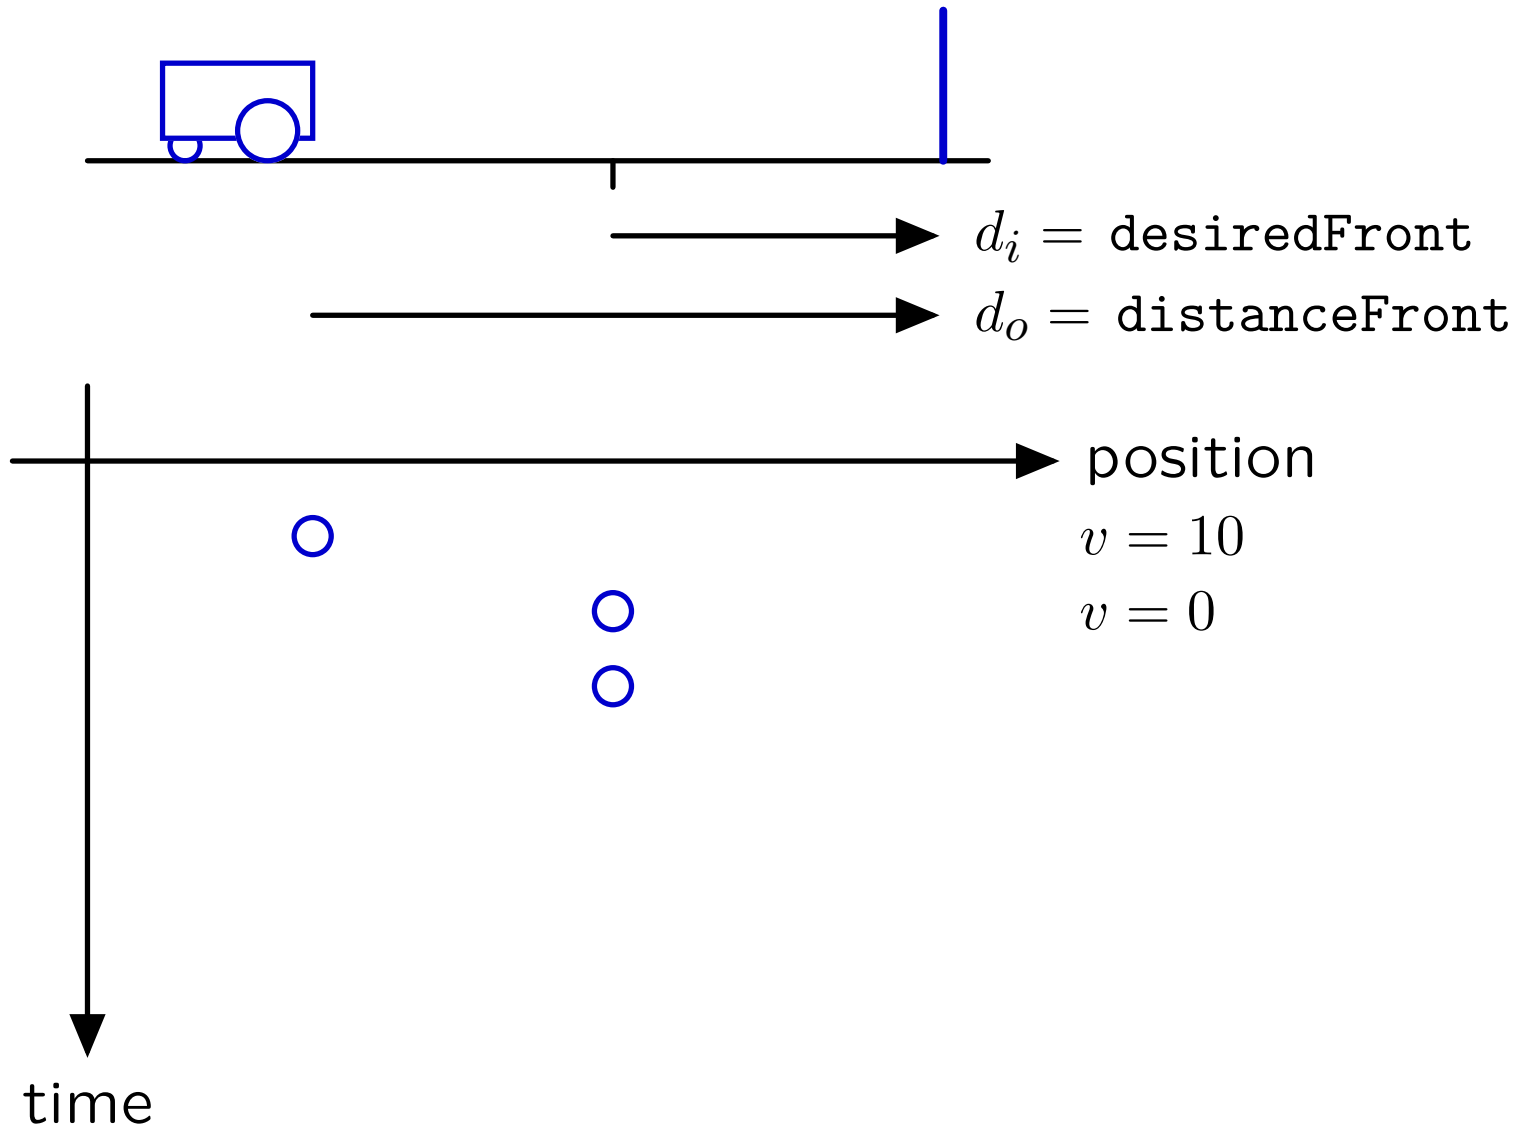 d_i = desiredFront
d_o = distanceFront
position
v = 10
v = 0
time